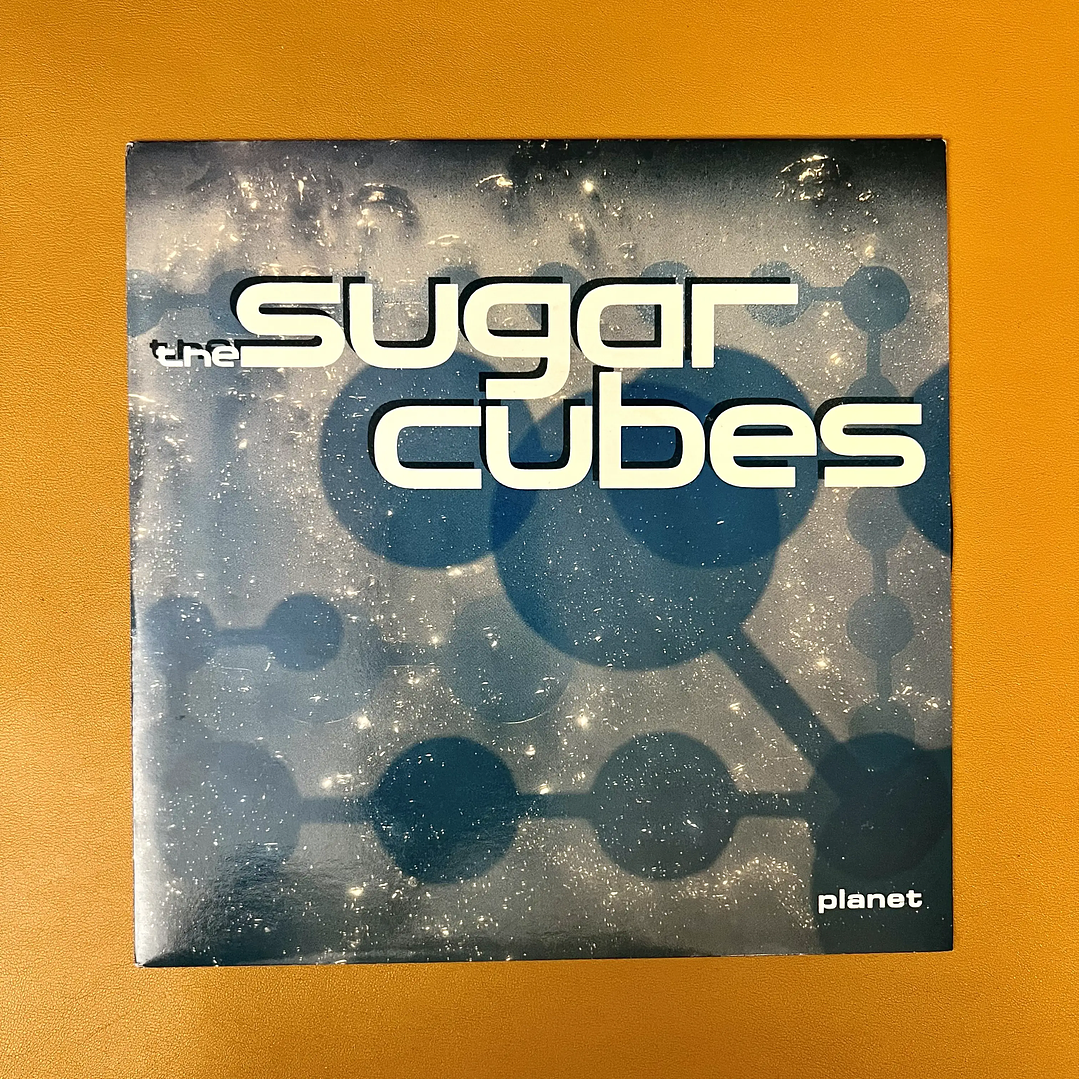 the sugar
cubes
planet